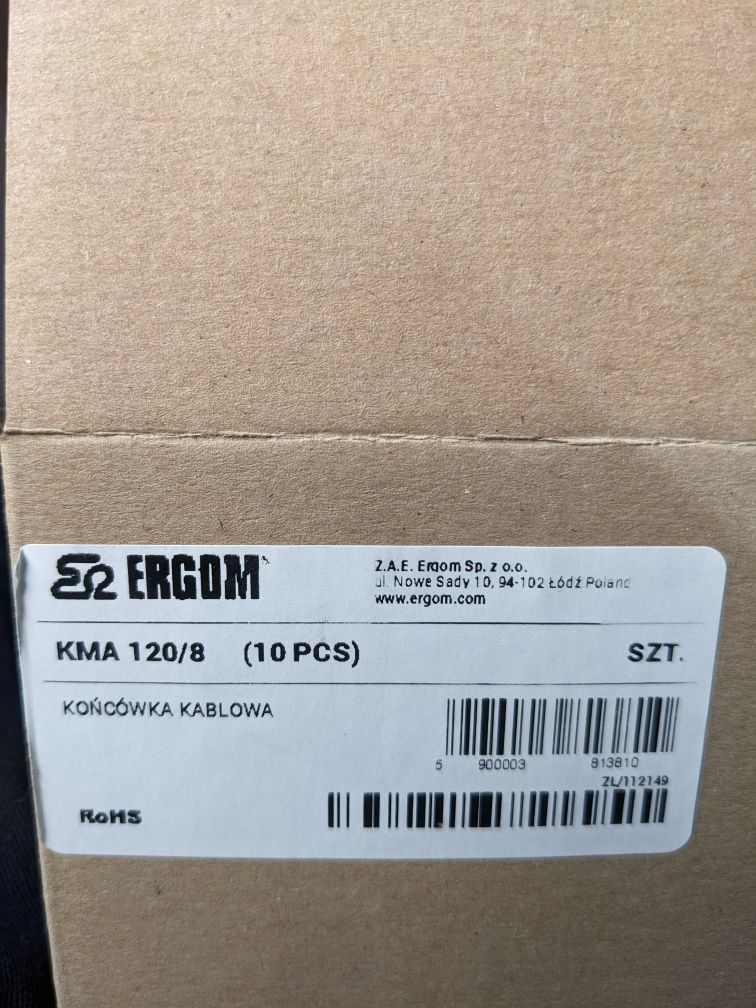 ERGOM
Z.A.E. Ergom Sp. z o.o.
ul. Nowe Sady 10, 94-102 Łódź Poland
www.ergom.com
KMA 120/8 (10 PCS) SZT.
KOŃCÓWKA KABLOWA
5 900003 813810
ZL/112149
RoHS